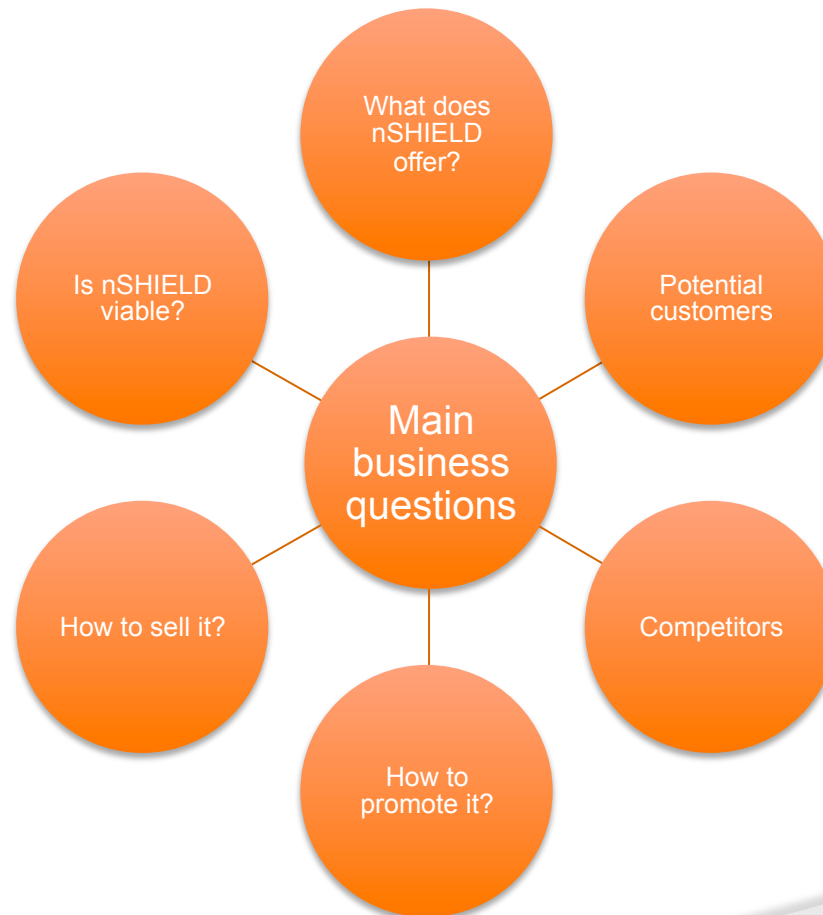 What does
nSHIELD
offer?
Is nSHIELD
viable?
Potential
customers
Main
business
questions
How to sell it?
Competitors
How to
promote it?